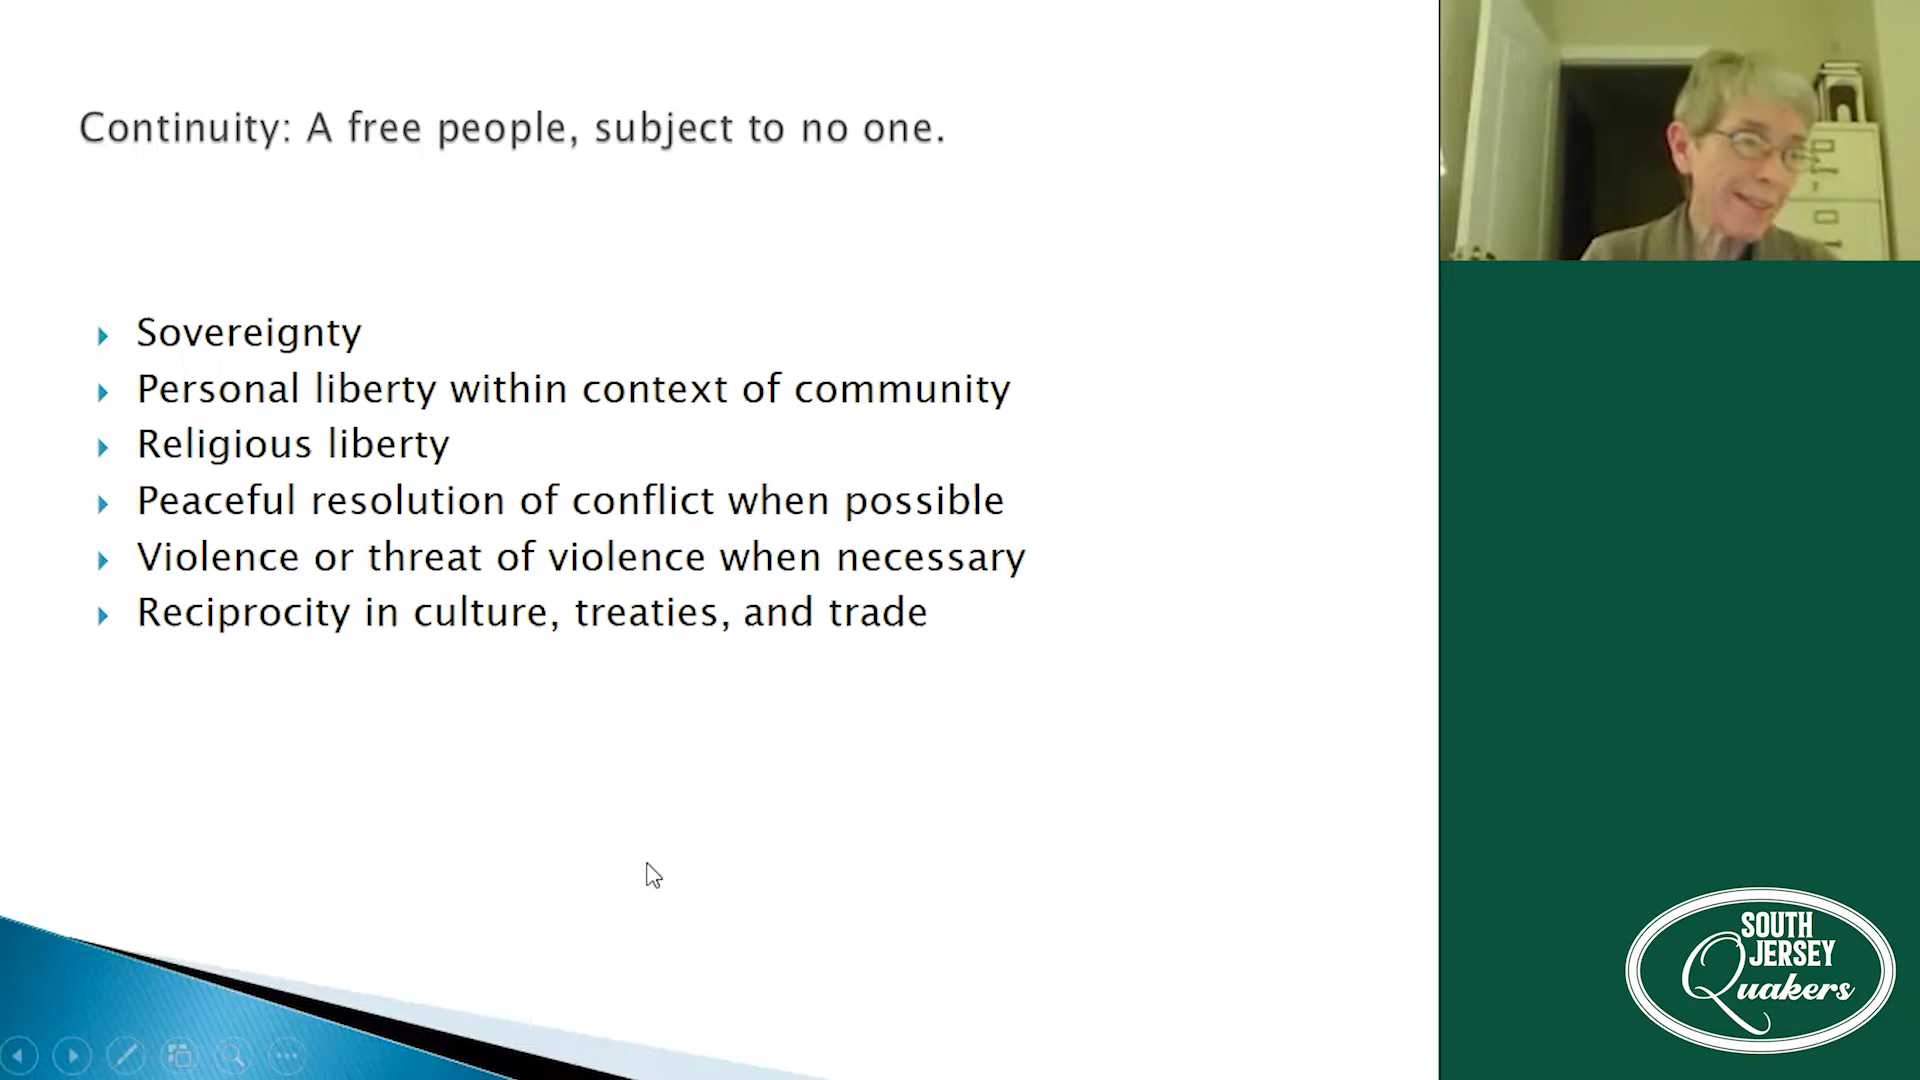 Continuity: A free people, subject to no one.
Sovereignty
Personal liberty within context of community
Religious liberty
Peaceful resolution of conflict when possible
Violence or threat of violence when necessary
Reciprocity in culture, treaties, and trade
SOUTH
JERSEY
Quakers